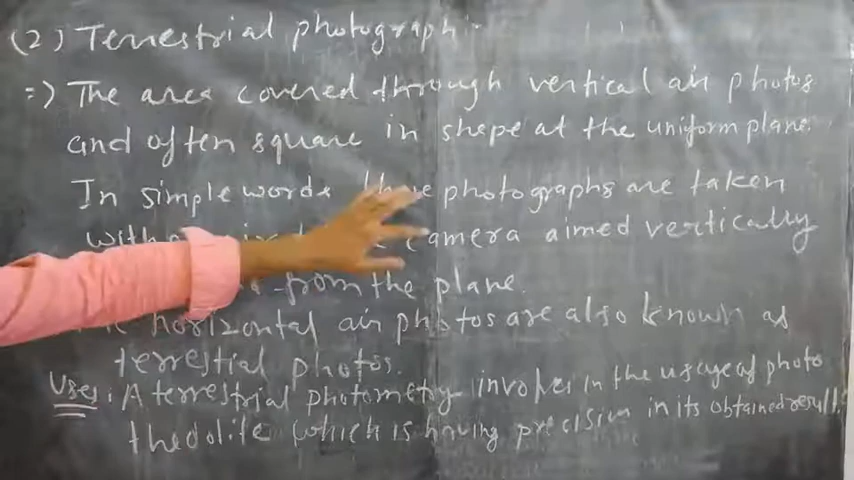 (2) Terrestrial photograph -
=> The area covered through vertical air photos
and often square in shape at the uniform plane.
In simple words these photographs are taken
with camera aimed vertically
from the plane.
horizontal air photos are also known as
terrestial photos.
Uses: A terrestrial photometry involves in the usage of photo
thedolite (which is having precision in its obtained result.